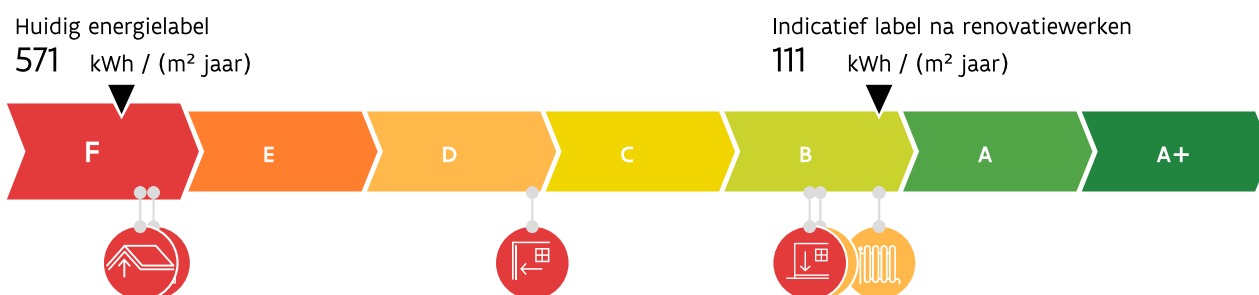 Huidig energielabel
571 kWh / (m² jaar)
Indicatief label na renovatiewerken
111 kWh / (m² jaar)
F E D C B A A+